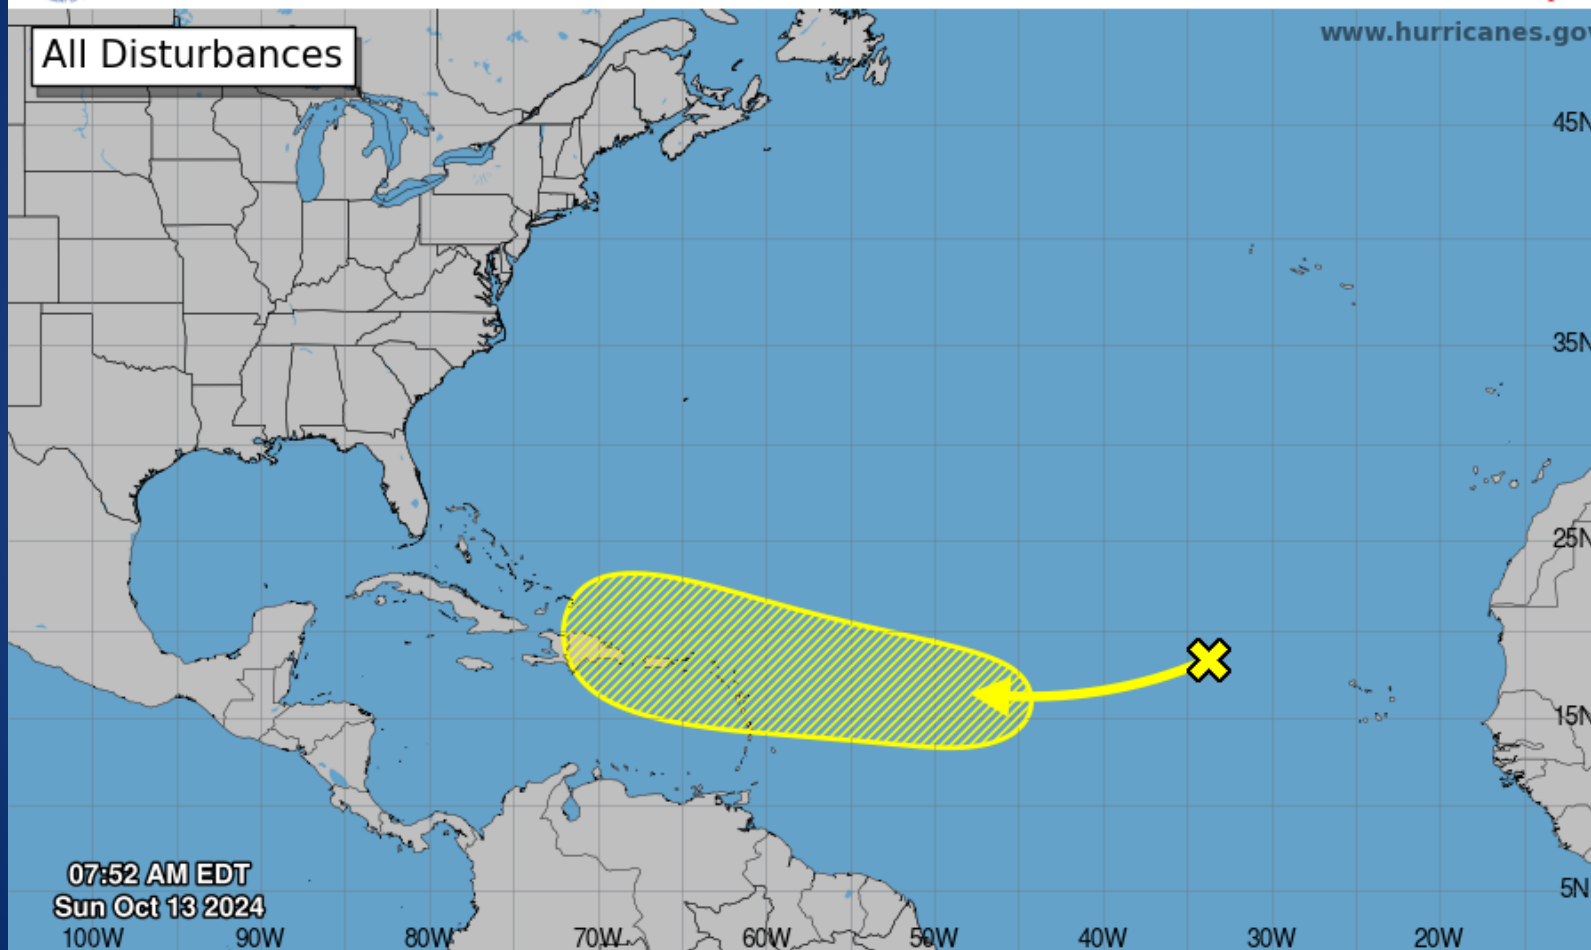 All Disturbances
www.hurricanes.gov
45N
35N
25N
15N
07:52 AM EDT
Sun Oct 13 2024
5N
100W 90W 80W 70W 60W 50W 40W 30W 20W